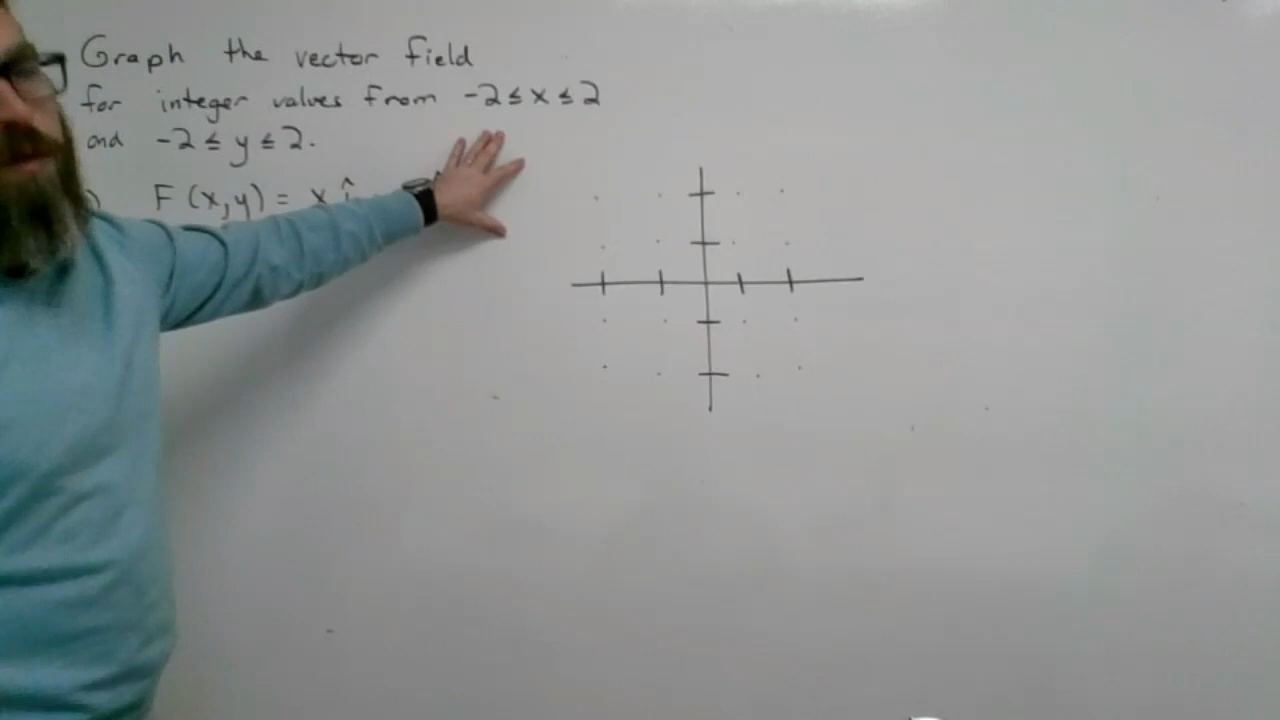 Graph the vector field
for integer values from -2 ≤ x ≤ 2
and -2 ≤ y ≤ 2.
) F(x,y) = x î